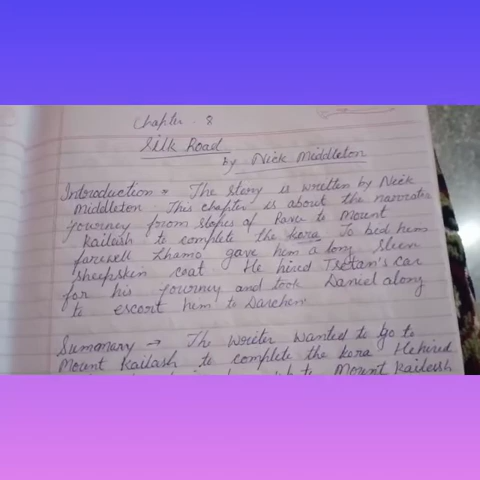 Chapter - 8
Silk Road
by Nick Middleton
Introduction → The story is written by Nick
Middleton. This chapter is about the narrator
journey from slopes of Ravu to Mount
Kailash to complete the kora. To bed him
farewell Lhamo gave him a long sleen
sheepskin coat He hired Tsetan's car
for his journey and took Daniel along
to escort him to Darchen
Summary → The writer wanted to go to
Mount Kailash to complete the kora He hired
to Mount Kailash